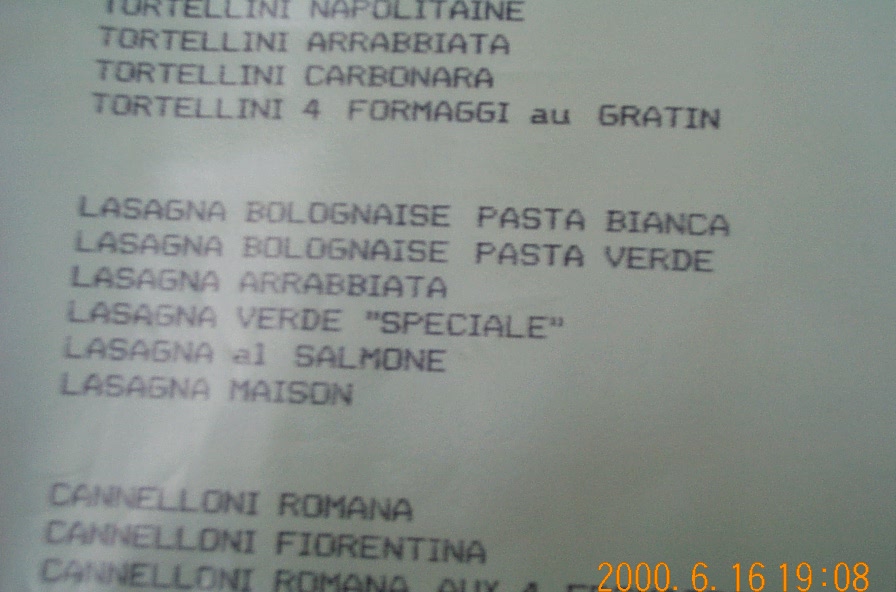 TORTELLINI NAPOLITAINE
TORTELLINI ARRABBIATA
TORTELLINI CARBONARA
TORTELLINI 4 FORMAGGI au GRATIN
LASAGNA BOLOGNAISE PASTA BIANCA
LASAGNA BOLOGNAISE PASTA VERDE
LASAGNA ARRABBIATA
LASAGNA VERDE "SPECIALE"
LASAGNA al SALMONE
LASAGNA MAISON
CANNELLONI ROMANA
CANNELLONI FIORENTINA
CANNELLONI ROMANA AUX 4
2000. 6. 16 19:08